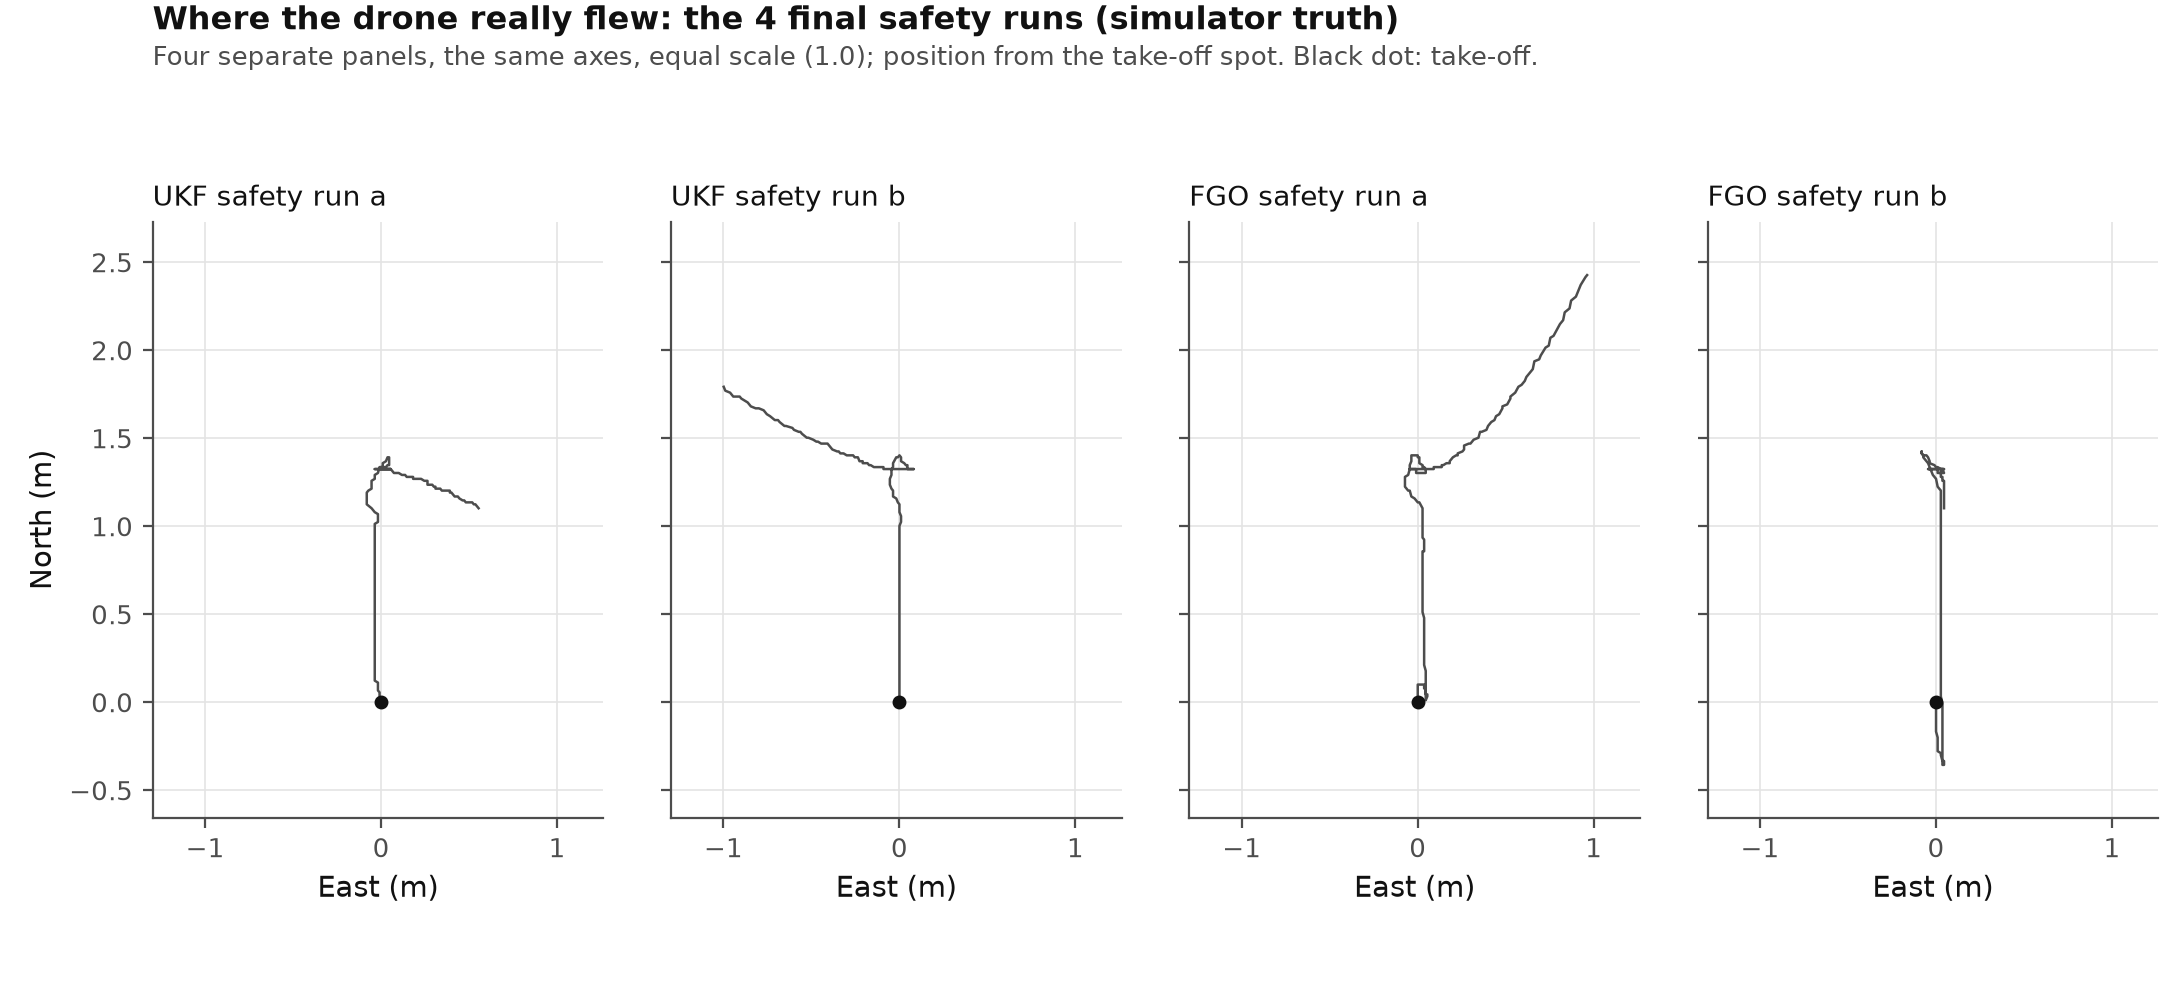 Where the drone really flew: the 4 final safety runs (simulator truth)
Four separate panels, the same axes, equal scale (1.0); position from the take-off spot. Black dot: take-off.
UKF safety run a
UKF safety run b
FGO safety run a
FGO safety run b
North (m)
2.5
2.0
1.5
1.0
0.5
0.0
−0.5
−1 0 1
−1 0 1
−1 0 1
−1 0 1
East (m)
East (m)
East (m)
East (m)